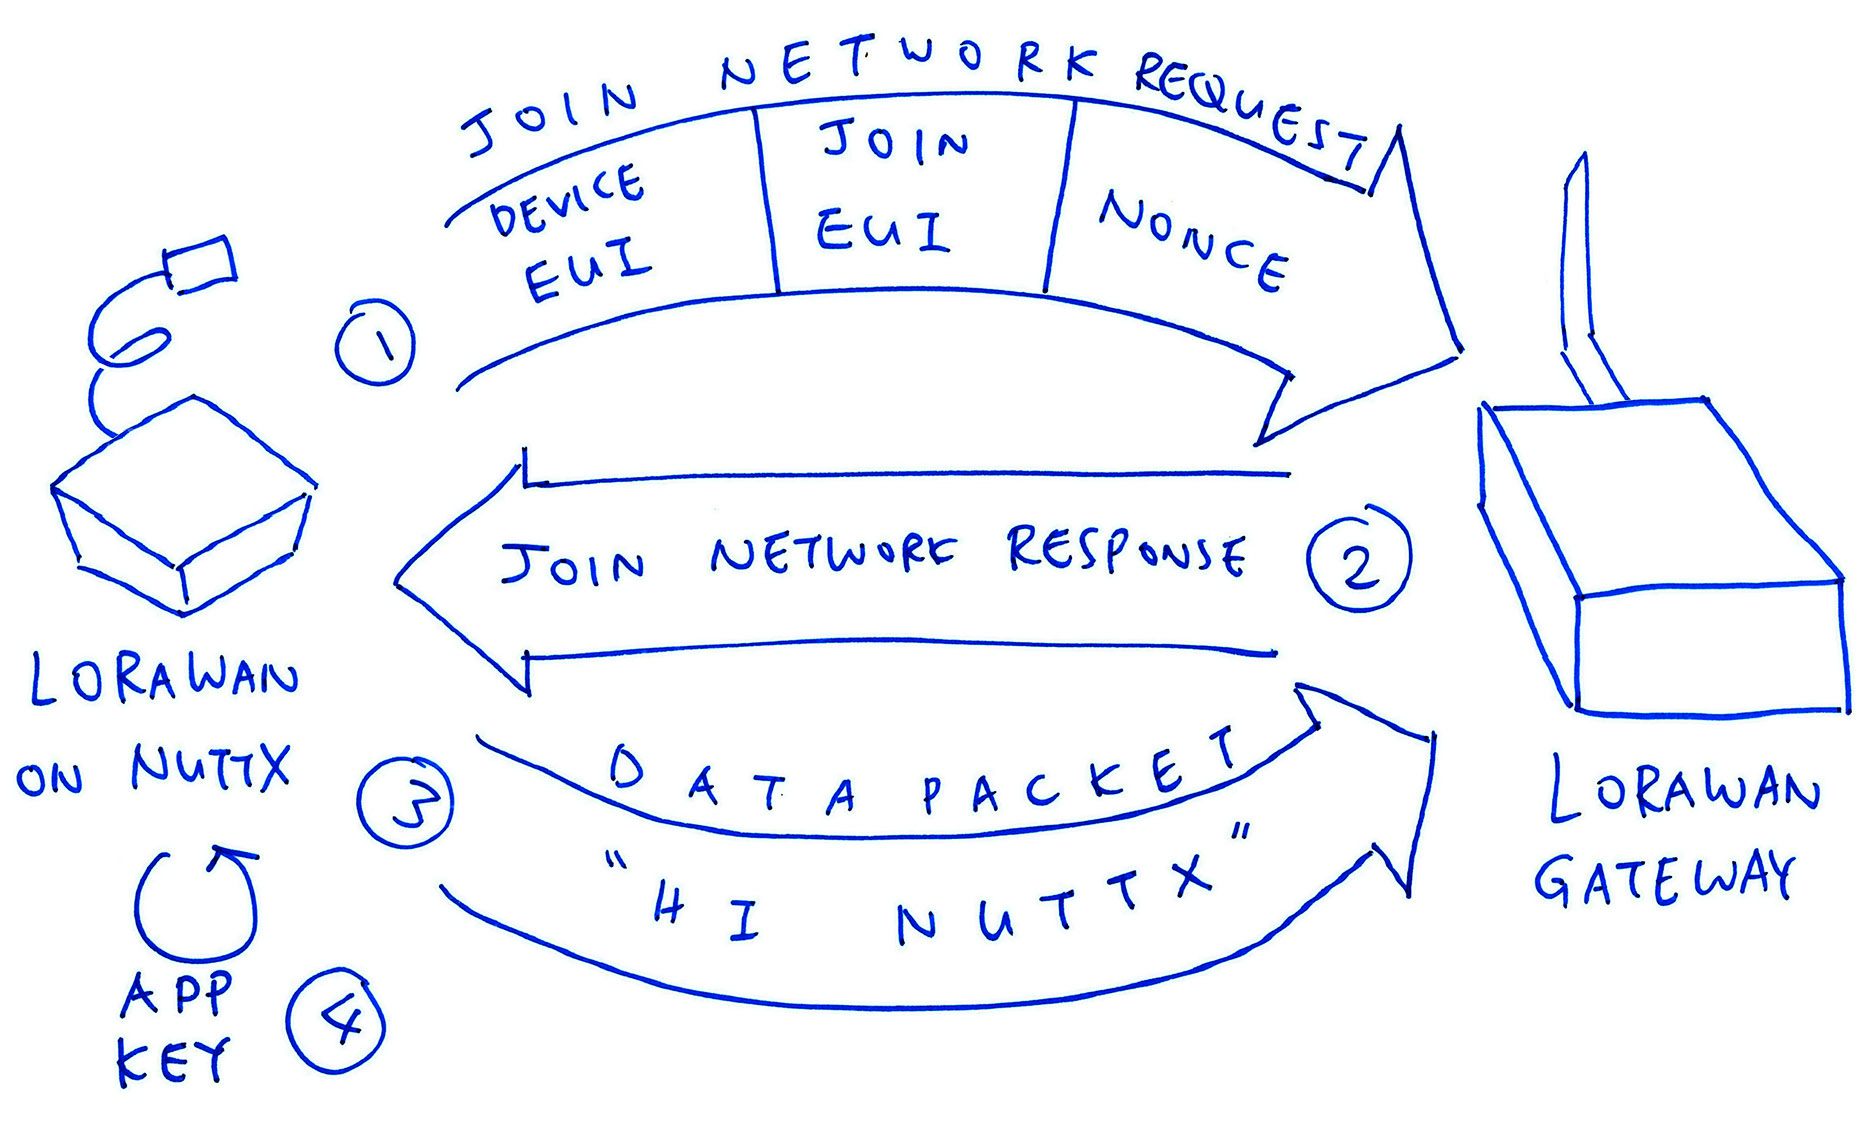 JOIN NETWORK REQUEST
DEVICE
EUI
JOIN
EUI
NONCE
1
JOIN NETWORK RESPONSE
2
LORAWAN
ON NUTTX
3
DATA PACKET
"HI NUTTX"
LORAWAN
GATEWAY
APP
KEY
4